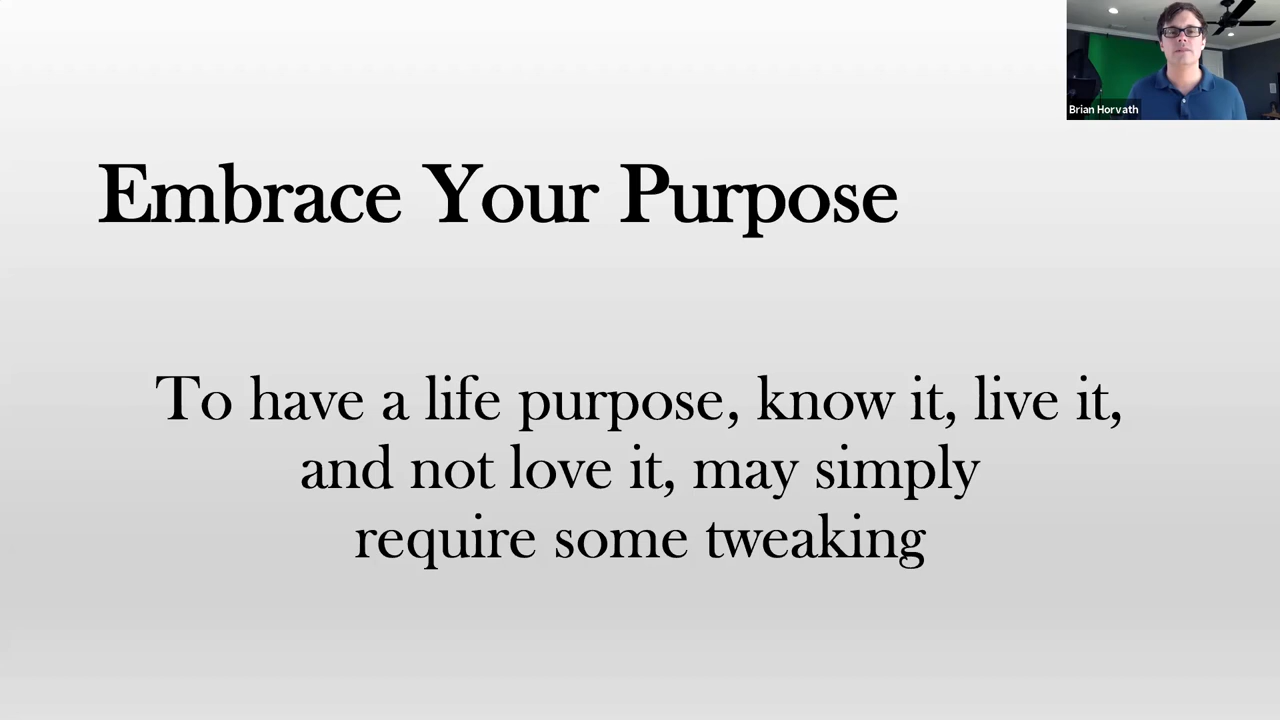 Brian Horvath
Embrace Your Purpose
To have a life purpose, know it, live it,
and not love it, may simply
require some tweaking